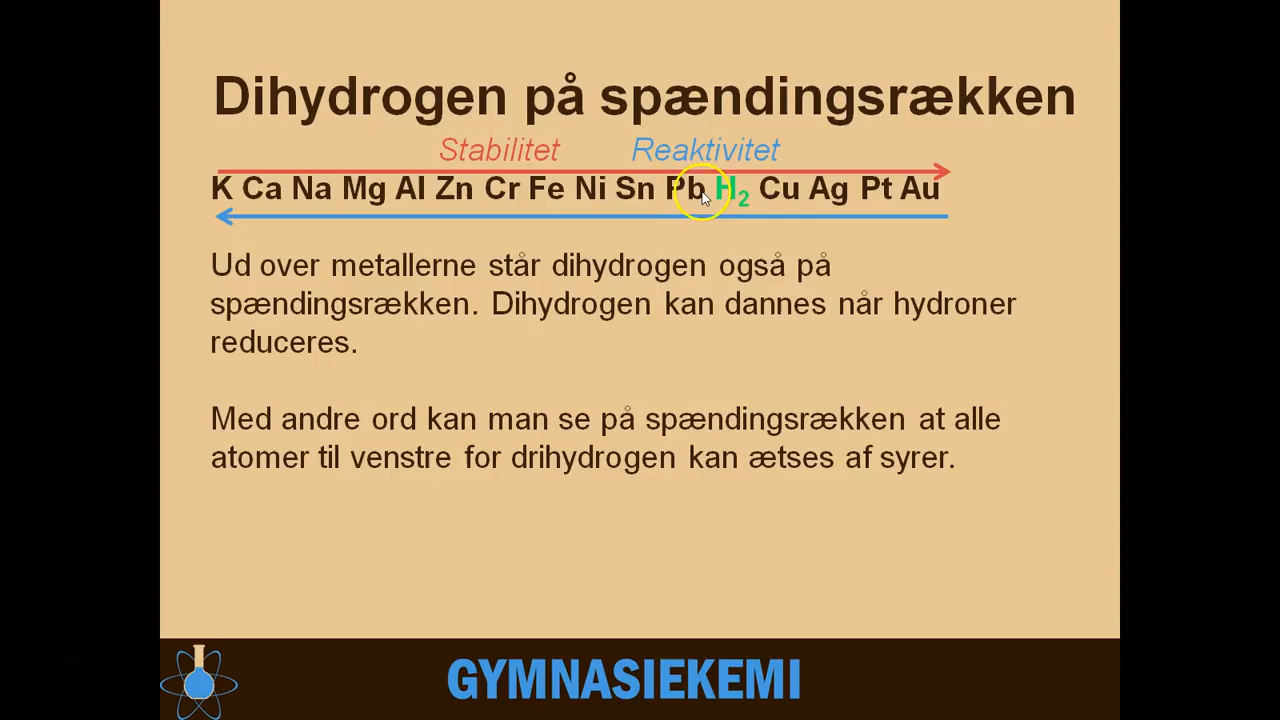 Dihydrogen på spændingsrækken
Stabilitet Reaktivitet
K Ca Na Mg Al Zn Cr Fe Ni Sn Pb H₂ Cu Ag Pt Au
Ud over metallerne står dihydrogen også på
spændingsrækken. Dihydrogen kan dannes når hydroner
reduceres.
Med andre ord kan man se på spændingsrækken at alle
atomer til venstre for drihydrogen kan ætses af syrer.
GYMNASIEKEMI